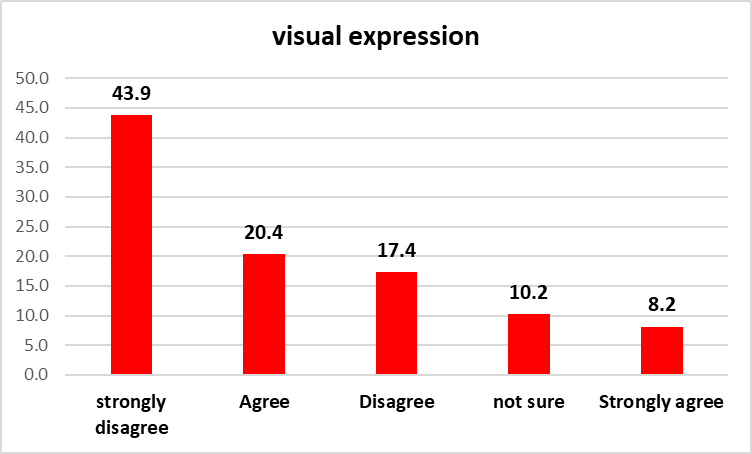 visual expression
50.0
45.0
40.0
35.0
30.0
25.0
20.0
15.0
10.0
5.0
0.0
43.9
20.4
17.4
10.2
8.2
strongly
disagree
Agree
Disagree
not sure
Strongly agree